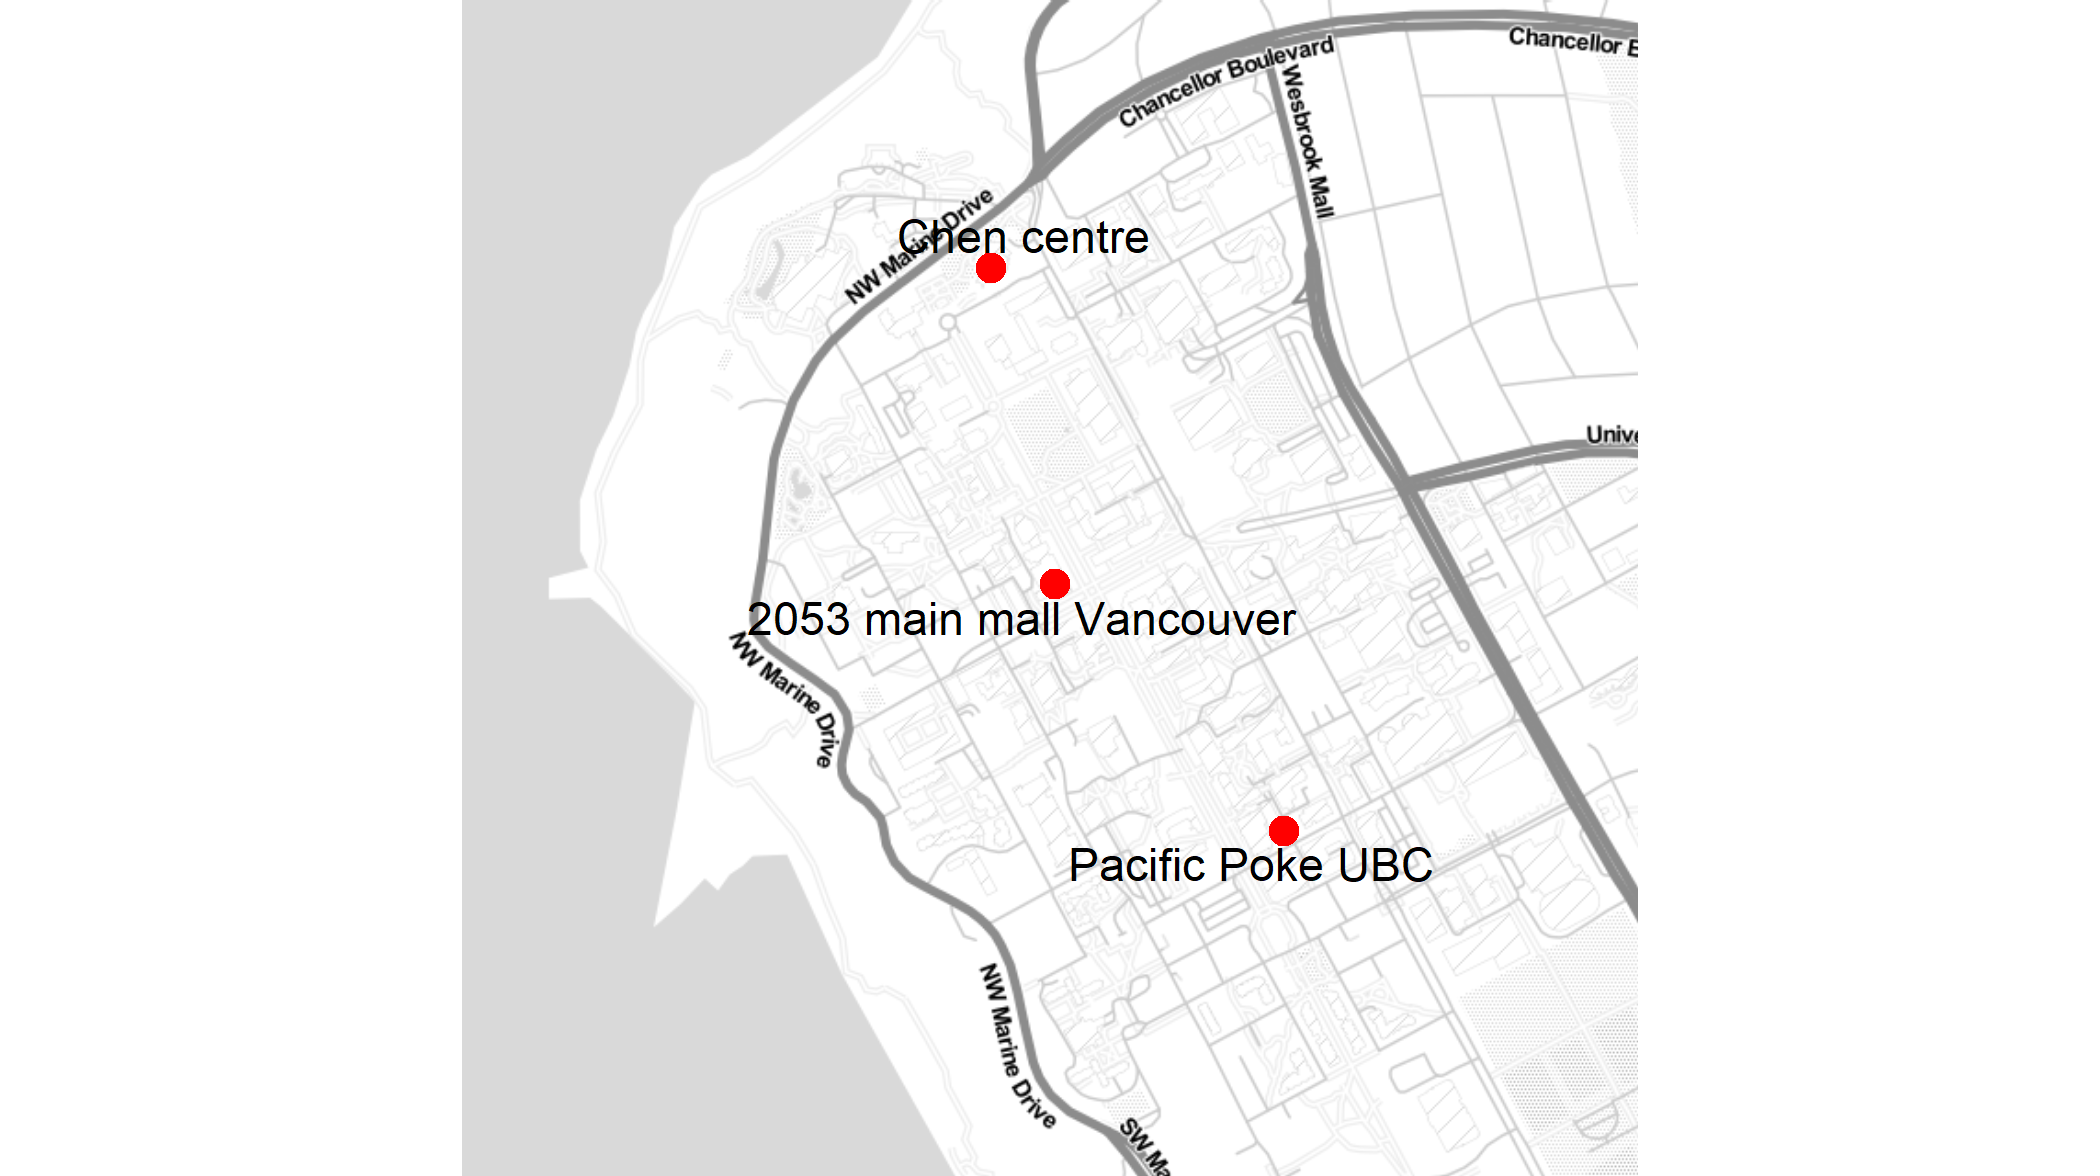 Chancellor B
Chancellor Boulevard
Wesbrook Mall
NW Marine Drive
Chen centre
Unive
2053 main mall Vancouver
NW Marine Drive
Pacific Poke UBC
NW Marine Drive
SW Ma